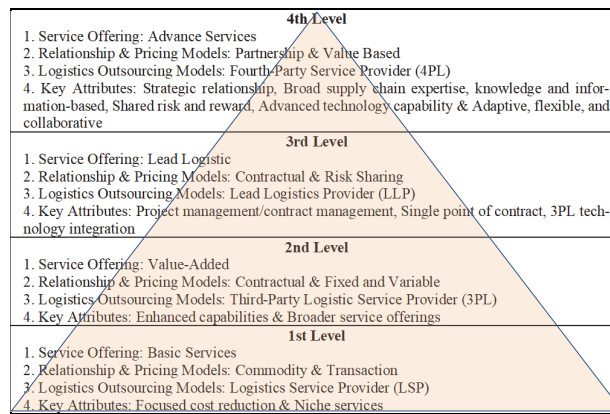 4th Level
1. Service Offering: Advance Services
2. Relationship & Pricing Models: Partnership & Value Based
3. Logistics Outsourcing Models: Fourth-Party Service Provider (4PL)
4. Key Attributes: Strategic relationship, Broad supply chain expertise, knowledge and infor-
mation-based, Shared risk and reward, Advanced technology capability & Adaptive, flexible, and
collaborative
3rd Level
1. Service Offering: Lead Logistic
2. Relationship & Pricing Models: Contractual & Risk Sharing
3. Logistics Outsourcing Models: Lead Logistics Provider (LLP)
4. Key Attributes: Project management/contract management, Single point of contract, 3PL tech-
nology integration
2nd Level
1. Service Offering: Value-Added
2. Relationship & Pricing Models: Contractual & Fixed and Variable
3. Logistics Outsourcing Models: Third-Party Logistic Service Provider (3PL)
4. Key Attributes: Enhanced capabilities & Broader service offerings
1st Level
1. Service Offering: Basic Services
2. Relationship & Pricing Models: Commodity & Transaction
3. Logistics Outsourcing Models: Logistics Service Provider (LSP)
4. Key Attributes: Focused cost reduction & Niche services